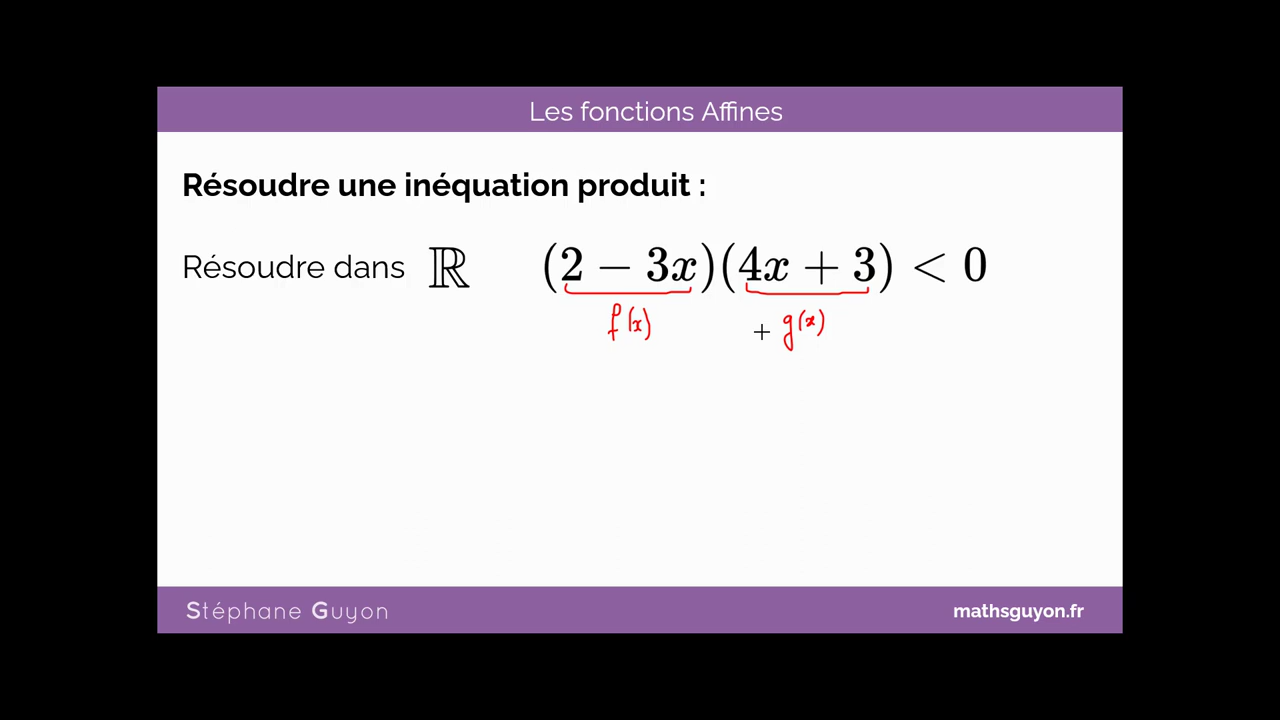 Les fonctions Affines
Résoudre une inéquation produit :
Résoudre dans ℝ (2 − 3x)(4x + 3) < 0
f(x) g(x)
Stéphane Guyon mathsguyon.fr